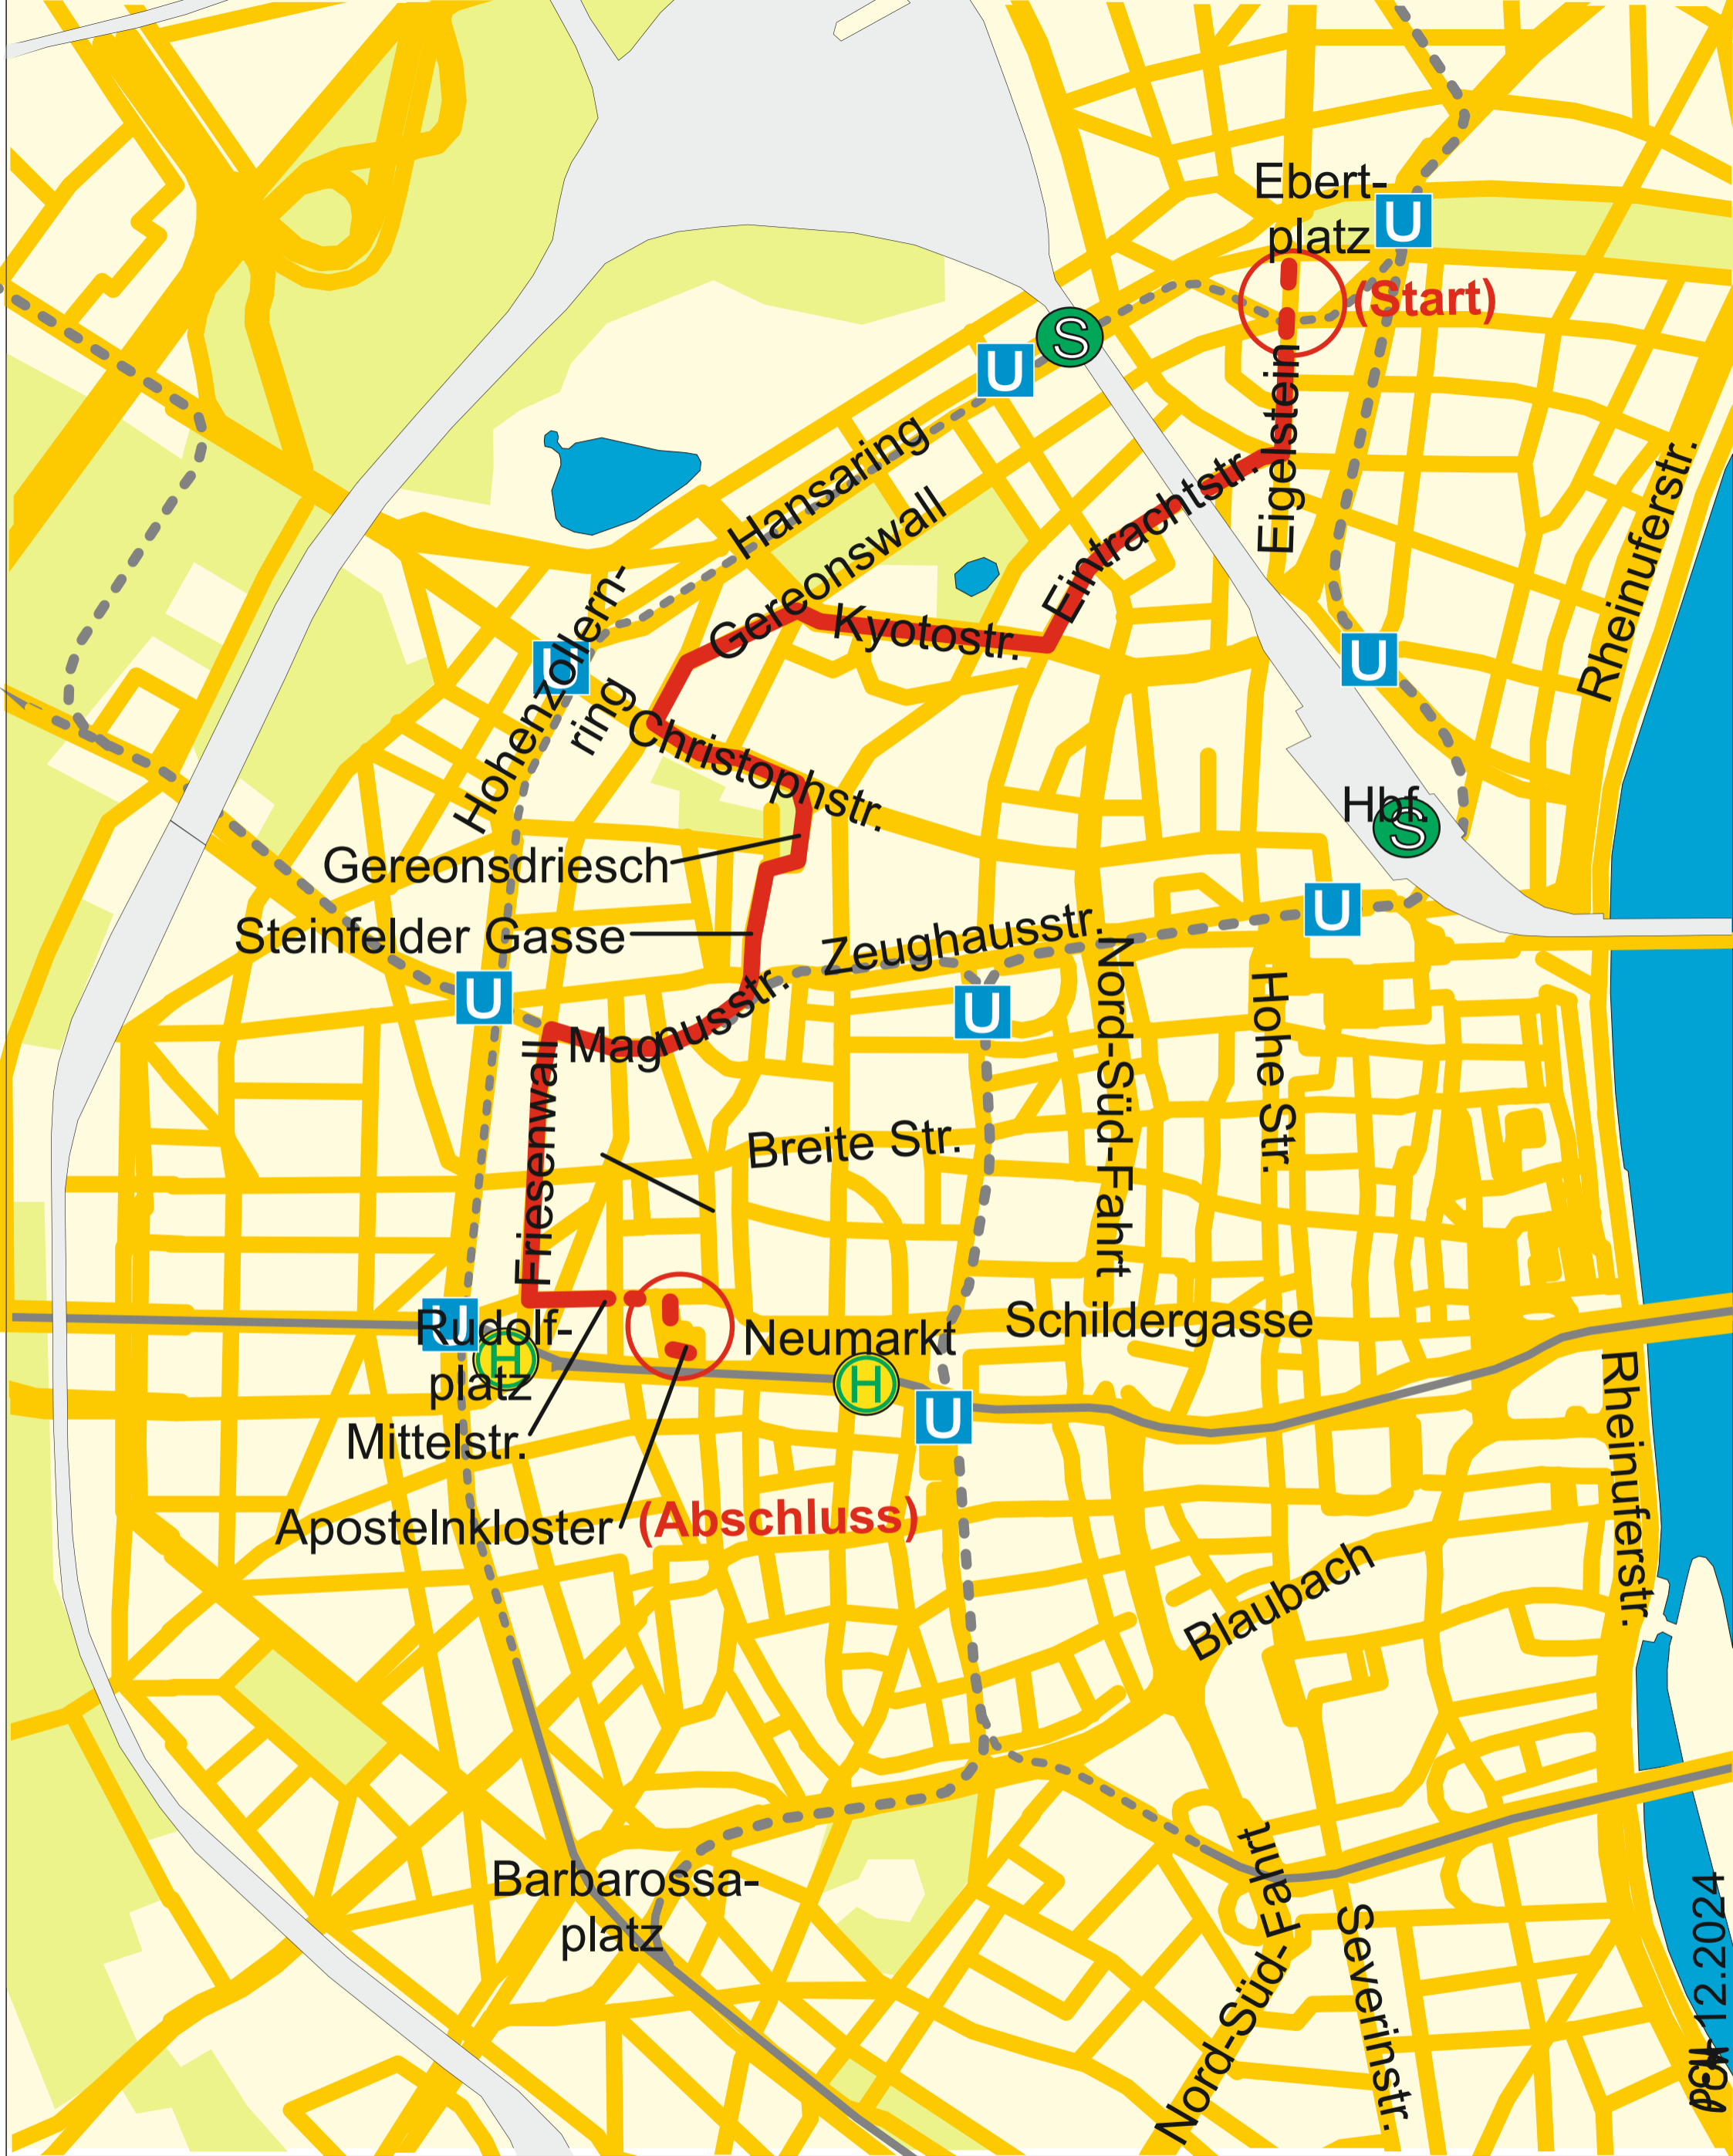 Ebert-
platz
U
(Start)
S
U
Eigelstein
Hansaring
Gereonswall
Eintrachtstr.
Rheinuferstr.
Hohenzollern-
ring
U
Gereonswall
Kyotostr.
U
Christophstr.
Hbf.
S
Gereonsdriesch
Steinfelder Gasse
Zeughausstr.
U
U
U
Magnusstr.
Nord-Süd-Fahrt
Hohe Str.
Friesenwall
Breite Str.
U
Rudolf-
platz
H
Neumarkt
H
Schildergasse
U
Mittelstr.
Apostelnkloster
(Abschluss)
Rheinuferstr.
Blaubach
Barbarossa-
platz
Nord-Süd-Fahrt
Severinstr.
12.2024